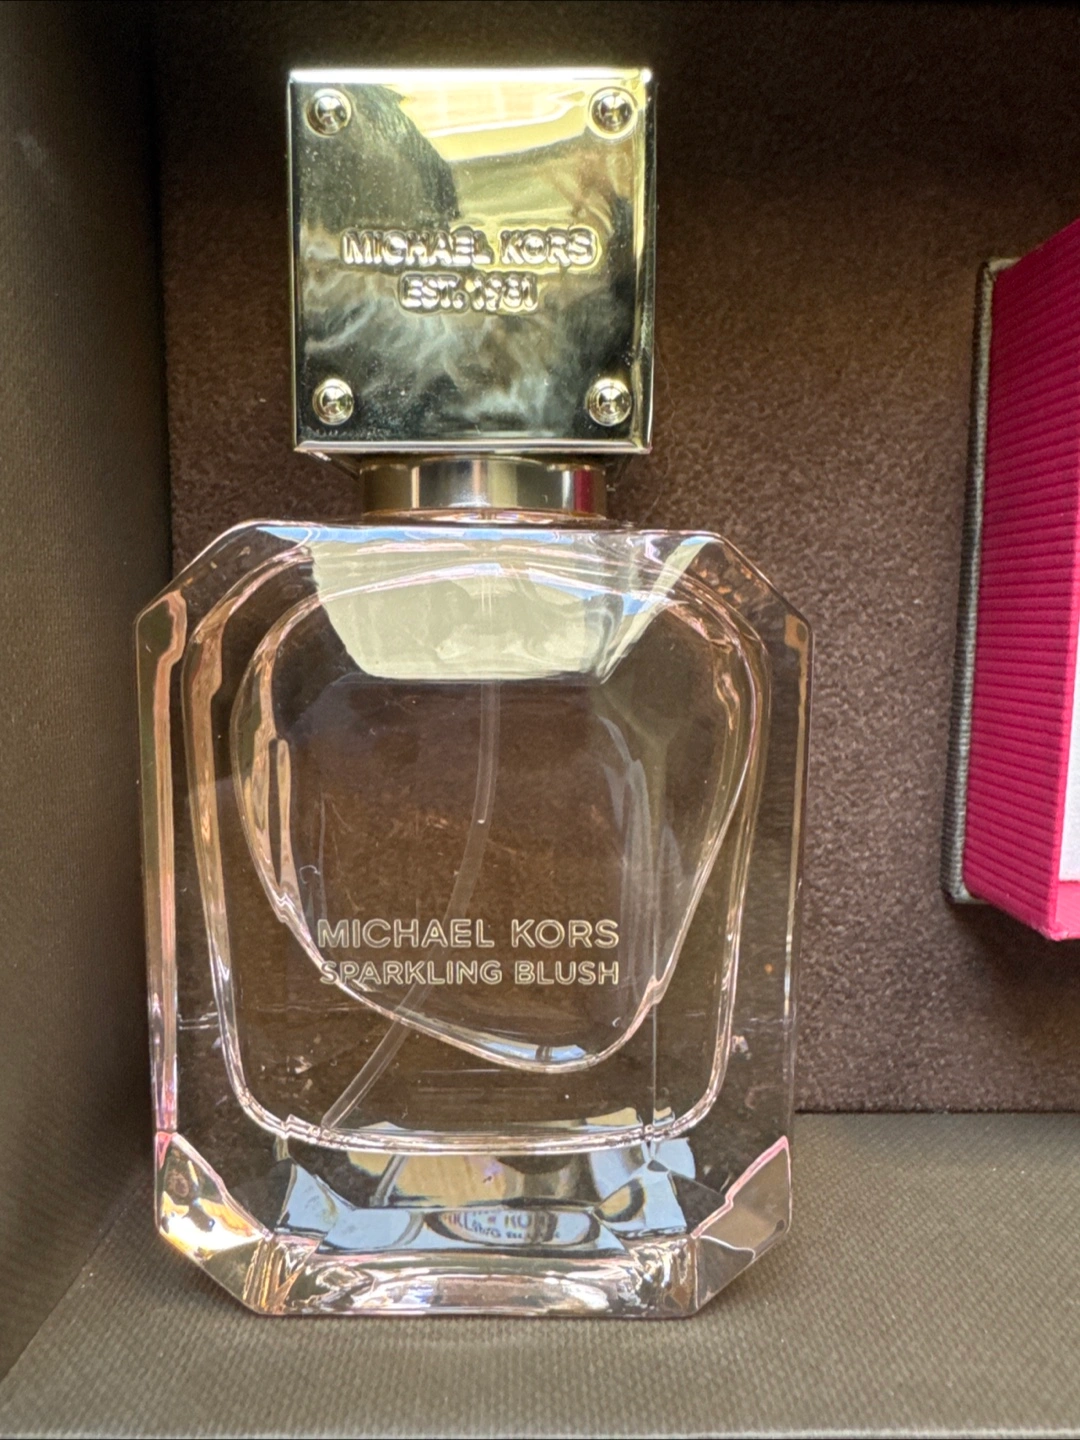 MICHAEL KORS
EST. 1981
MICHAEL KORS
SPARKLING BLUSH